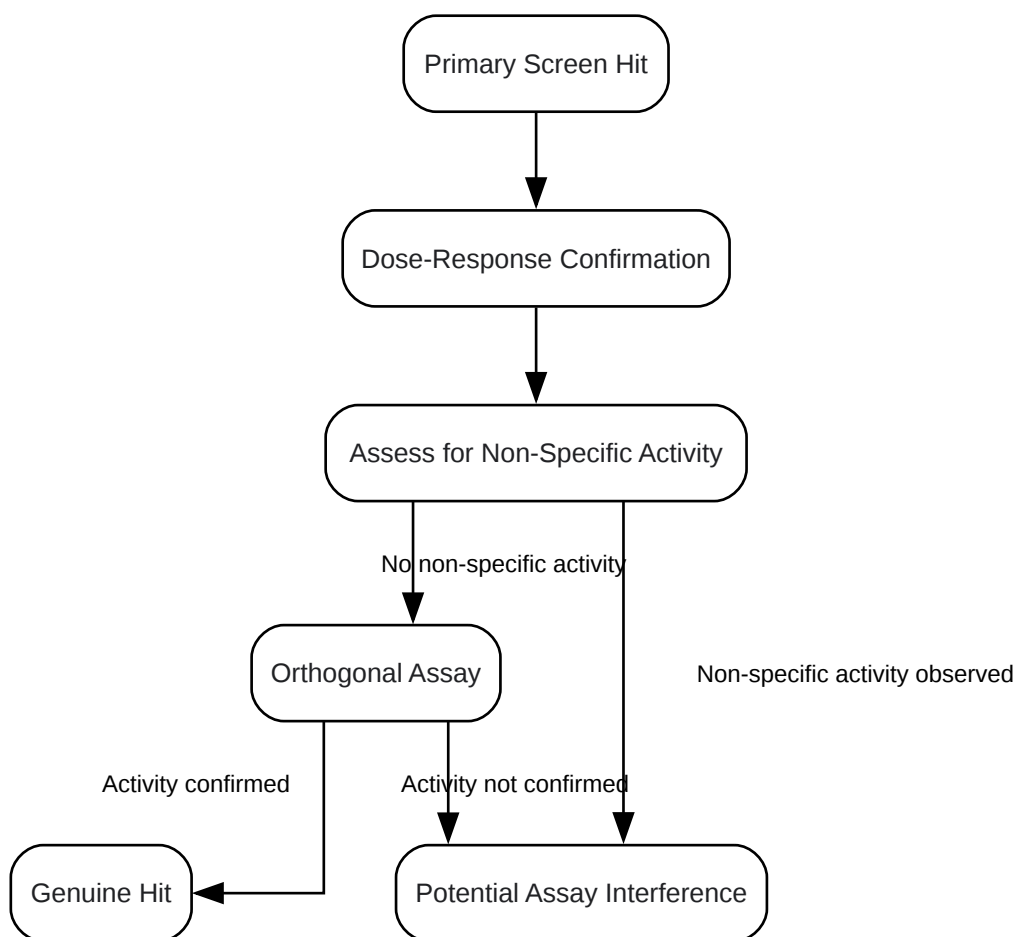 Primary Screen Hit
Dose-Response Confirmation
Assess for Non-Specific Activity
No non-specific activity
Orthogonal Assay
Non-specific activity observed
Activity confirmed
Activity not confirmed
Genuine Hit
Potential Assay Interference